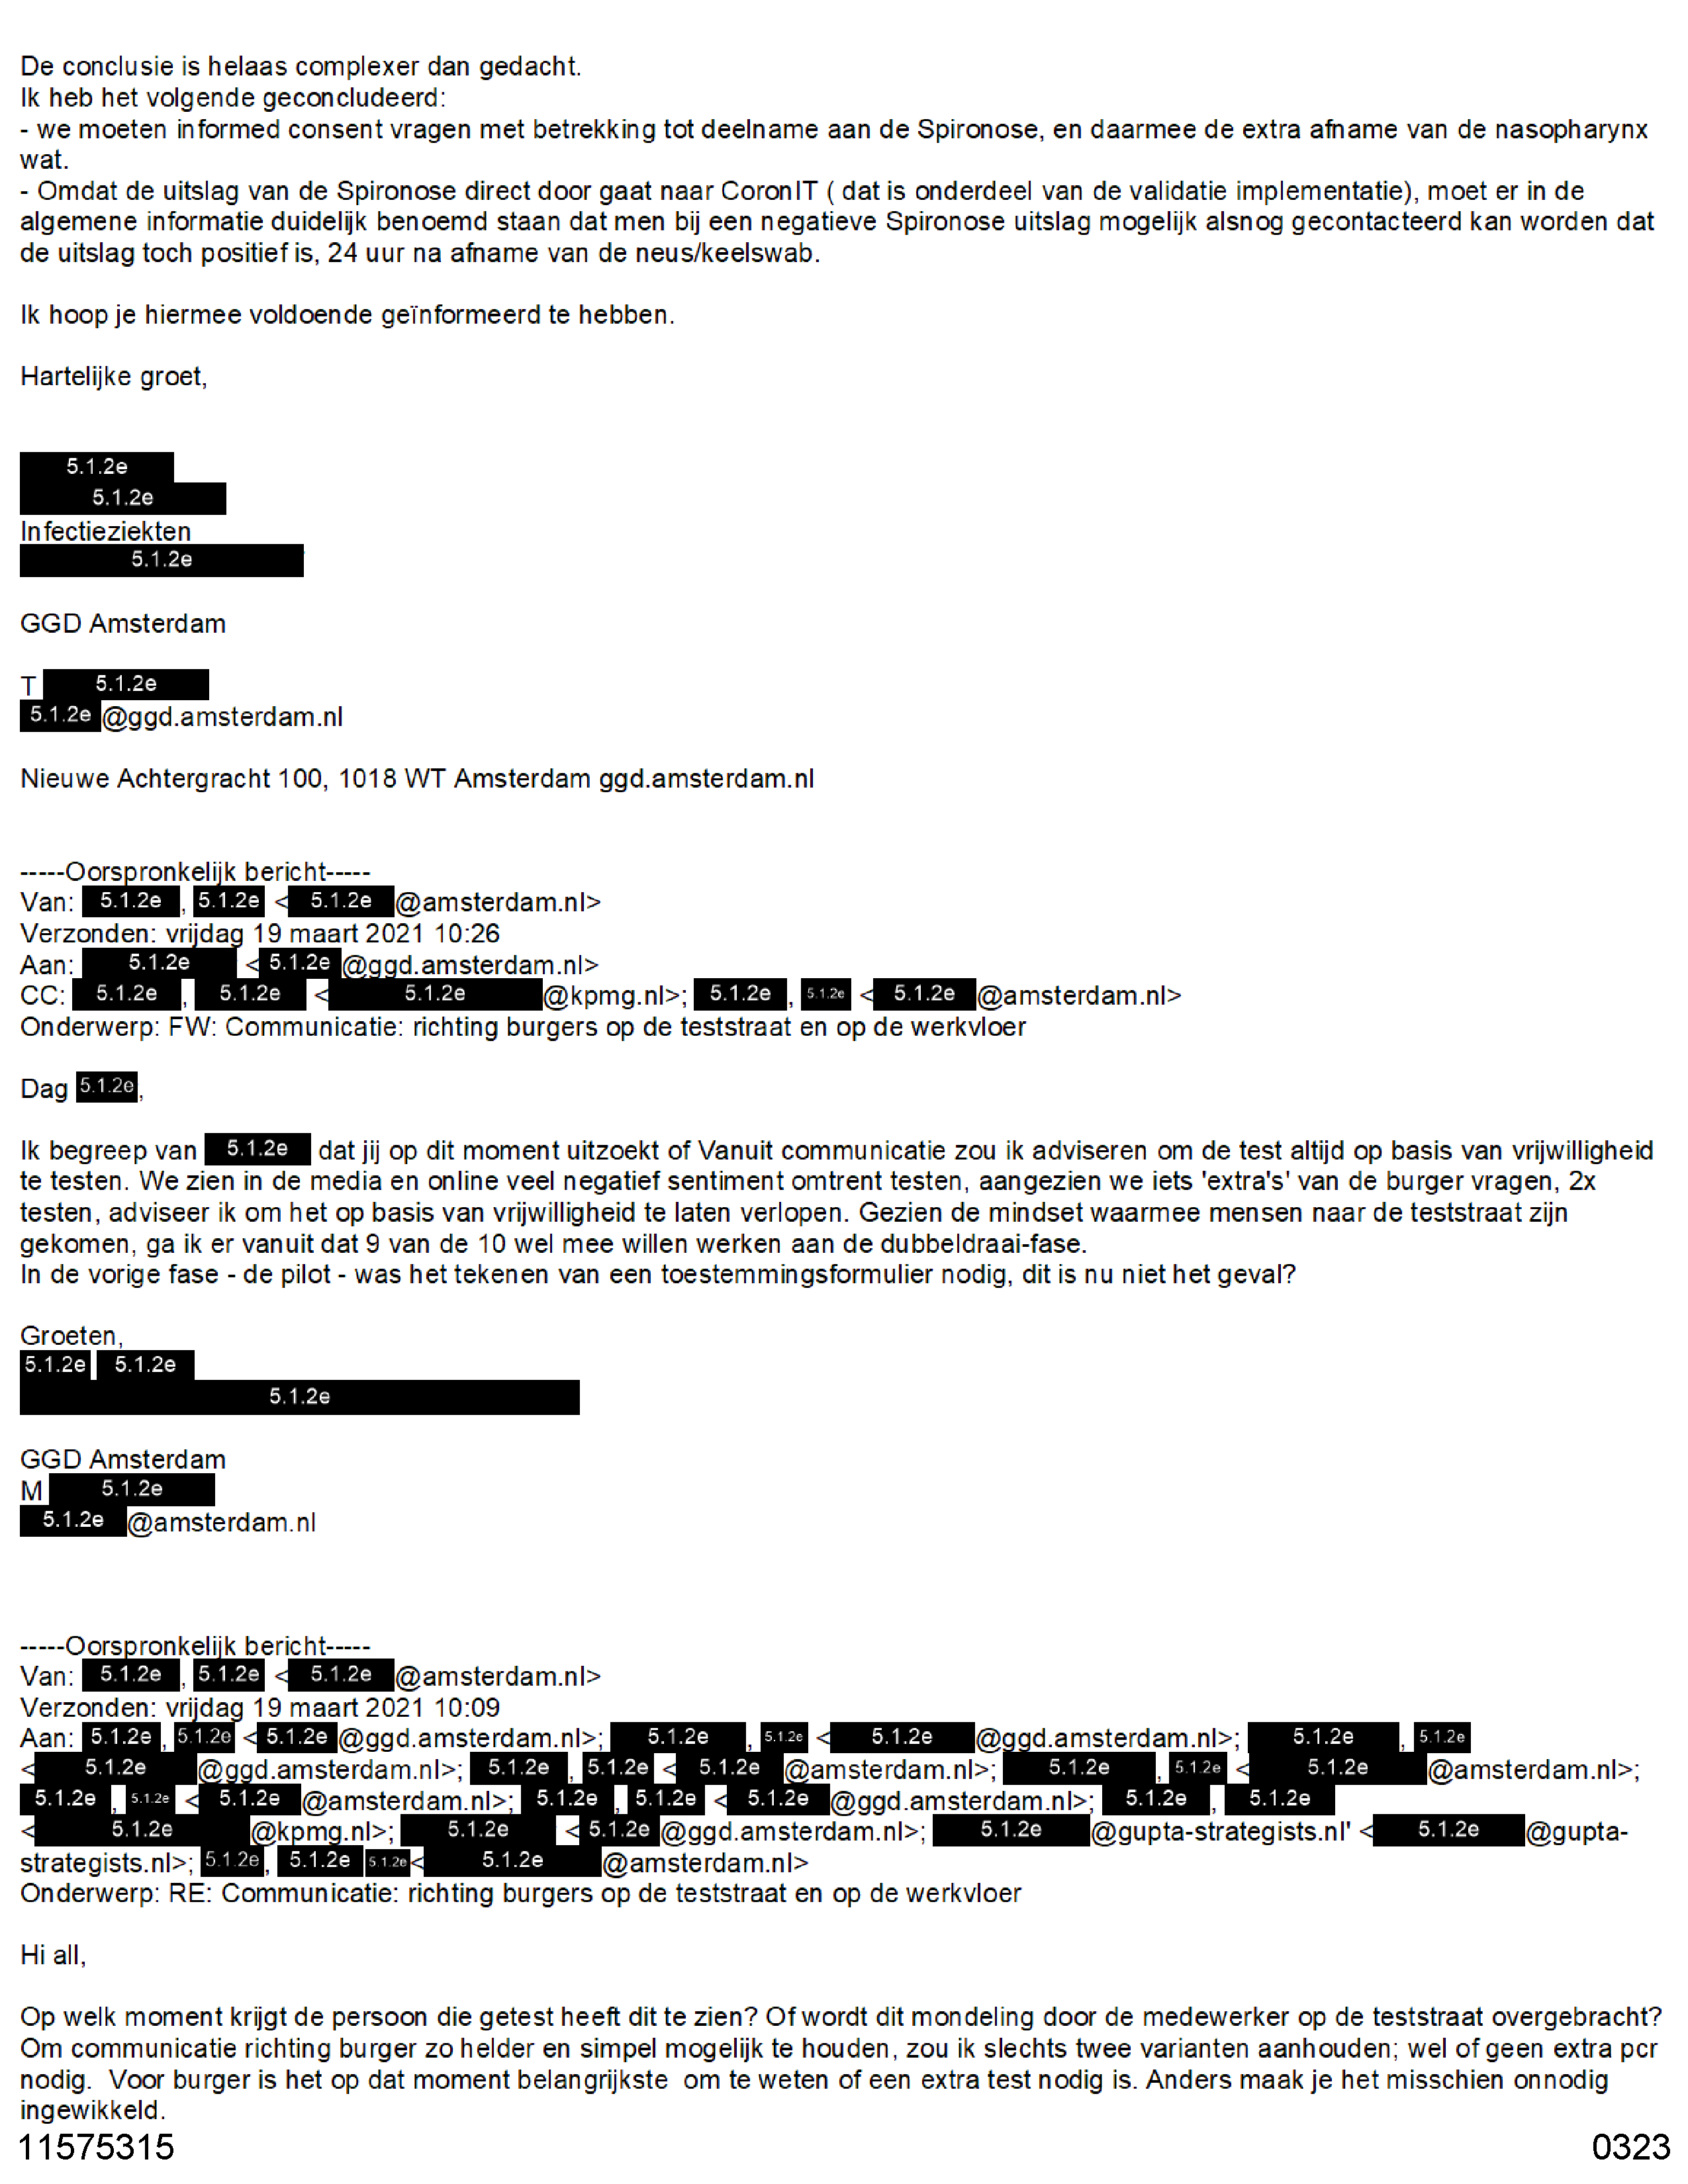 De conclusie is helaas complexer dan gedacht.
Ik heb het volgende geconcludeerd:
- we moeten informed consent vragen met betrekking tot deelname aan de Spironose, en daarmee de extra afname van de nasopharynx
wat.
- Omdat de uitslag van de Spironose direct door gaat naar CoronIT ( dat is onderdeel van de validatie implementatie), moet er in de
algemene informatie duidelijk benoemd staan dat men bij een negatieve Spironose uitslag mogelijk alsnog gecontacteerd kan worden dat
de uitslag toch positief is, 24 uur na afname van de neus/keelswab.
Ik hoop je hiermee voldoende geïnformeerd te hebben.
Hartelijke groet,
5.1.2e
5.1.2e
Infectieziekten
5.1.2e
GGD Amsterdam
T 5.1.2e
5.1.2e @ggd.amsterdam.nl
Nieuwe Achtergracht 100, 1018 WT Amsterdam ggd.amsterdam.nl
-----Oorspronkelijk bericht-----
Van: 5.1.2e , 5.1.2e < 5.1.2e @amsterdam.nl>
Verzonden: vrijdag 19 maart 2021 10:26
Aan: 5.1.2e < 5.1.2e @ggd.amsterdam.nl>
CC: 5.1.2e , 5.1.2e < 5.1.2e @kpmg.nl>; 5.1.2e , 5.1.2e < 5.1.2e @amsterdam.nl>
Onderwerp: FW: Communicatie: richting burgers op de teststraat en op de werkvloer
Dag 5.1.2e ,
Ik begreep van 5.1.2e dat jij op dit moment uitzoekt of Vanuit communicatie zou ik adviseren om de test altijd op basis van vrijwilligheid
te testen. We zien in de media en online veel negatief sentiment omtrent testen, aangezien we iets 'extra's' van de burger vragen, 2x
testen, adviseer ik om het op basis van vrijwilligheid te laten verlopen. Gezien de mindset waarmee mensen naar de teststraat zijn
gekomen, ga ik er vanuit dat 9 van de 10 wel mee willen werken aan de dubbeldraai-fase.
In de vorige fase - de pilot - was het tekenen van een toestemmingsformulier nodig, dit is nu niet het geval?
Groeten,
5.1.2e 5.1.2e
5.1.2e
GGD Amsterdam
M 5.1.2e
5.1.2e @amsterdam.nl
-----Oorspronkelijk bericht-----
Van: 5.1.2e , 5.1.2e < 5.1.2e @amsterdam.nl>
Verzonden: vrijdag 19 maart 2021 10:09
Aan: 5.1.2e , 5.1.2e < 5.1.2e @ggd.amsterdam.nl>; 5.1.2e , 5.1.2e < 5.1.2e @ggd.amsterdam.nl>; 5.1.2e , 5.1.2e
< 5.1.2e @ggd.amsterdam.nl>; 5.1.2e , 5.1.2e < 5.1.2e @amsterdam.nl>; 5.1.2e , 5.1.2e < 5.1.2e @amsterdam.nl>;
5.1.2e , 5.1.2e < 5.1.2e @amsterdam.nl>; 5.1.2e , 5.1.2e < 5.1.2e @ggd.amsterdam.nl>; 5.1.2e , 5.1.2e
< 5.1.2e @kpmg.nl>; 5.1.2e < 5.1.2e @ggd.amsterdam.nl>; 5.1.2e @gupta-strategists.nl' < 5.1.2e @gupta-
strategists.nl>; 5.1.2e , 5.1.2e 5.1.2e < 5.1.2e @amsterdam.nl>
Onderwerp: RE: Communicatie: richting burgers op de teststraat en op de werkvloer
Hi all,
Op welk moment krijgt de persoon die getest heeft dit te zien? Of wordt dit mondeling door de medewerker op de teststraat overgebracht?
Om communicatie richting burger zo helder en simpel mogelijk te houden, zou ik slechts twee varianten aanhouden; wel of geen extra pcr
nodig. Voor burger is het op dat moment belangrijkste om te weten of een extra test nodig is. Anders maak je het misschien onnodig
ingewikkeld.
11575315
0323